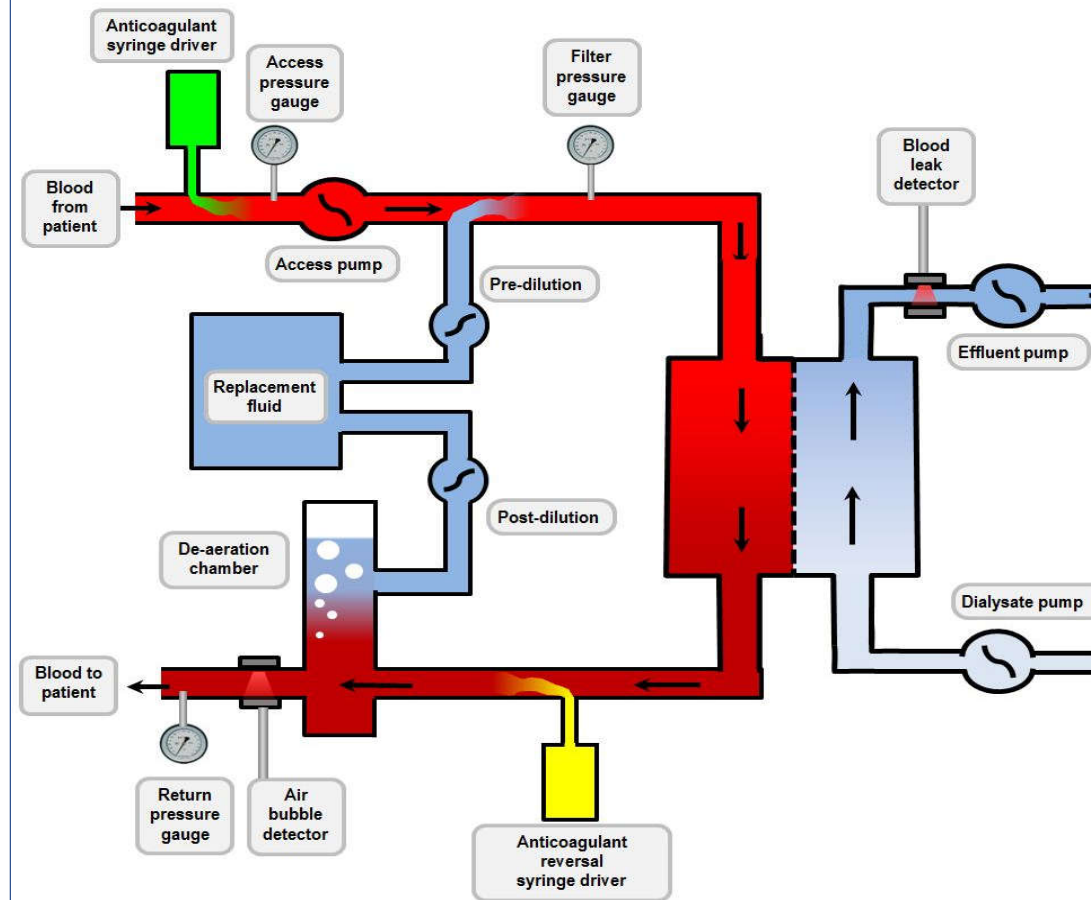 Anticoagulant
syringe driver
Access
pressure
gauge
Filter
pressure
gauge
Blood
leak
detector
Blood
from
patient
Access pump
Pre-dilution
Effluent pump
Replacement
fluid
Post-dilution
De-aeration
chamber
Dialysate pump
Blood to
patient
Return
pressure
gauge
Air
bubble
detector
Anticoagulant
reversal
syringe driver